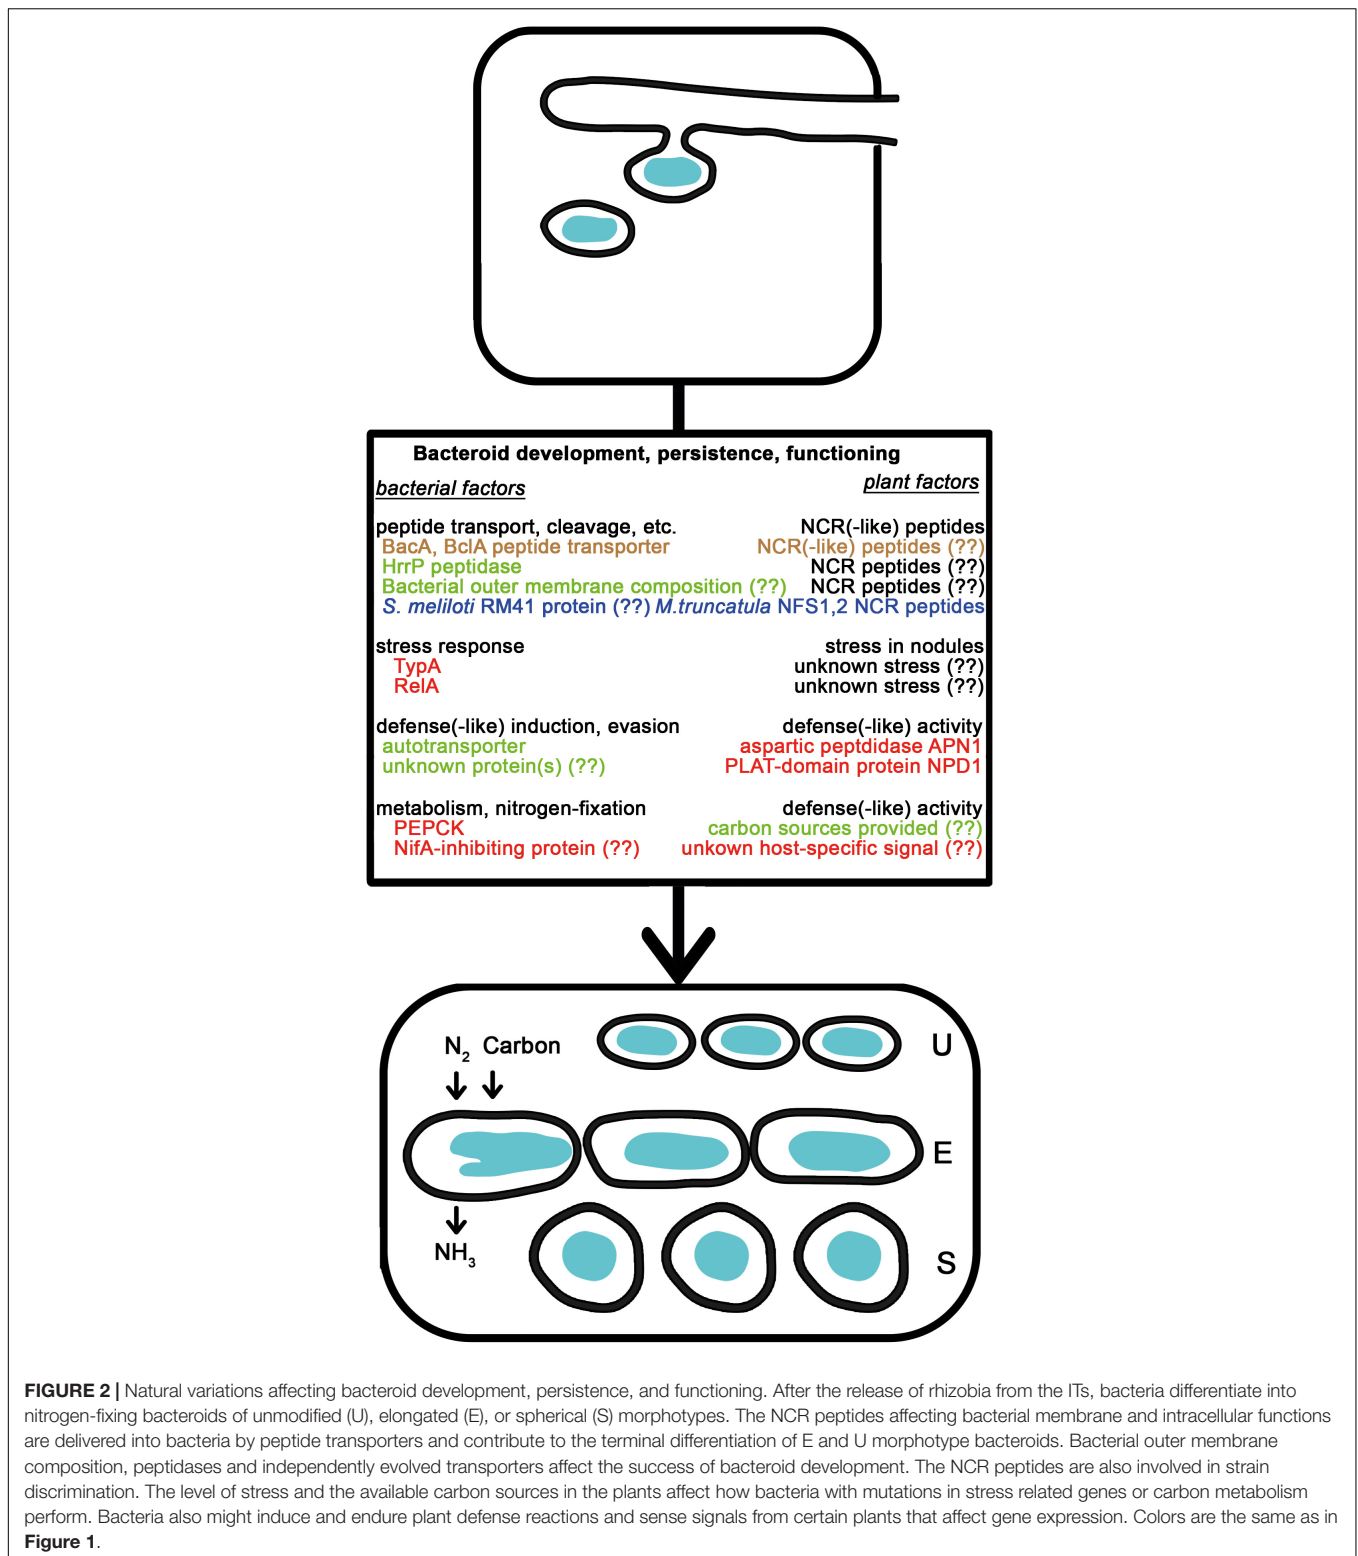 Bacteroid development, persistence, functioning
bacterial factors plant factors
peptide transport, cleavage, etc. NCR(-like) peptides
BacA, BclA peptide transporter NCR(-like) peptides (??)
HrrP peptidase NCR peptides (??)
Bacterial outer membrane composition (??) NCR peptides (??)
S. meliloti RM41 protein (??) M.truncatula NFS1,2 NCR peptides
stress response stress in nodules
TypA unknown stress (??)
RelA unknown stress (??)
defense(-like) induction, evasion defense(-like) activity
autotransporter aspartic peptdidase APN1
unknown protein(s) (??) PLAT-domain protein NPD1
metabolism, nitrogen-fixation defense(-like) activity
PEPCK carbon sources provided (??)
NifA-inhibiting protein (??) unkown host-specific signal (??)
N2 Carbon
U
E
NH3
S
FIGURE 2 | Natural variations affecting bacteroid development, persistence, and functioning. After the release of rhizobia from the ITs, bacteria differentiate into
nitrogen-fixing bacteroids of unmodified (U), elongated (E), or spherical (S) morphotypes. The NCR peptides affecting bacterial membrane and intracellular functions
are delivered into bacteria by peptide transporters and contribute to the terminal differentiation of E and U morphotype bacteroids. Bacterial outer membrane
composition, peptidases and independently evolved transporters affect the success of bacteroid development. The NCR peptides are also involved in strain
discrimination. The level of stress and the available carbon sources in the plants affect how bacteria with mutations in stress related genes or carbon metabolism
perform. Bacteria also might induce and endure plant defense reactions and sense signals from certain plants that affect gene expression. Colors are the same as in
Figure 1.